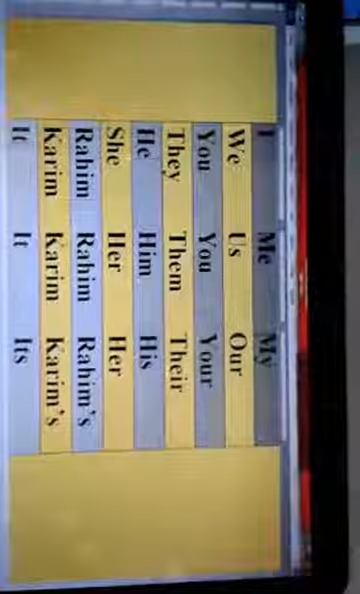 I Me My
We Us Our
You You Your
They Them Their
He Him His
She Her Her
Rahim Rahim Rahim's
Karim Karim Karim's
It It Its